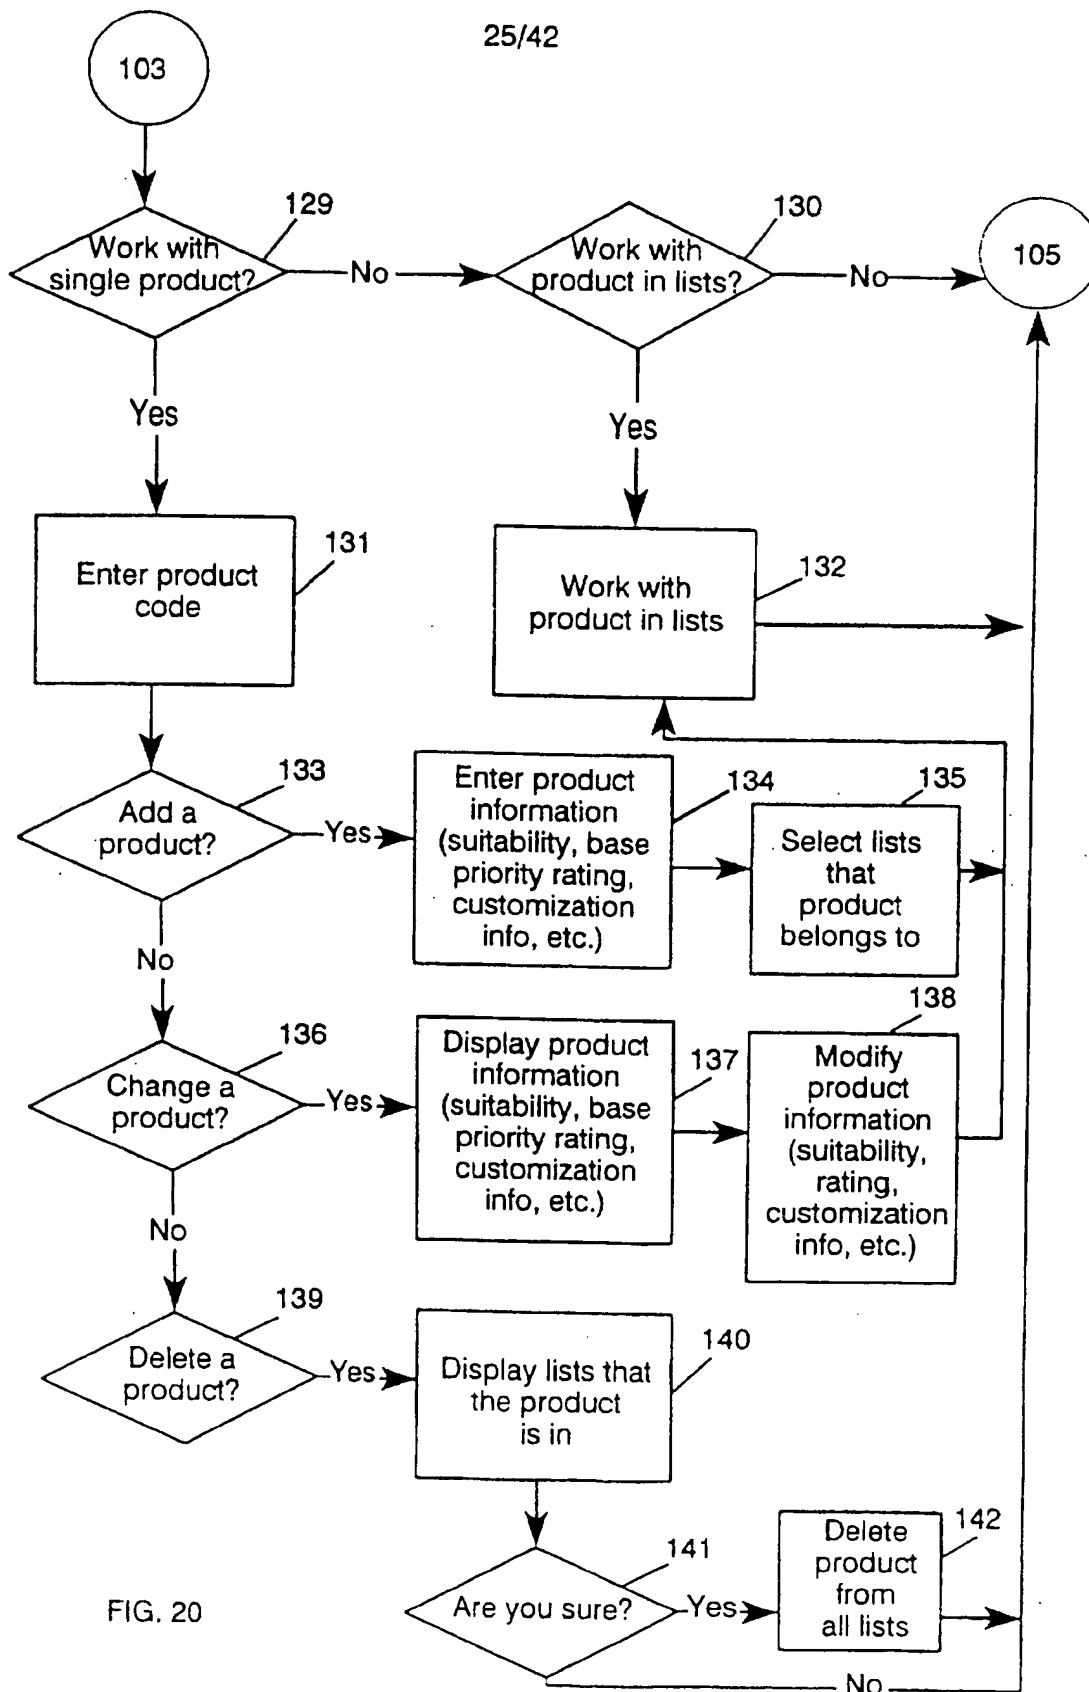 25/42
103
129
130
Work with
single product?
No
Work with
product in lists?
No
105
Yes
Yes
131
Enter product
code
132
Work with
product in lists
133
Add a
product?
Yes
Enter product
information
(suitability, base
priority rating,
customization
info, etc.)
134
135
Select lists
that
product
belongs to
No
136
Change a
product?
Yes
Display product
information
(suitability, base
priority rating,
customization
info, etc.)
137
138
Modify
product
information
(suitability,
rating,
customization
info, etc.)
No
139
Delete a
product?
Yes
Display lists that
the product
is in
140
141
Are you sure?
Yes
Delete
product
from
all lists
142
No
FIG. 20